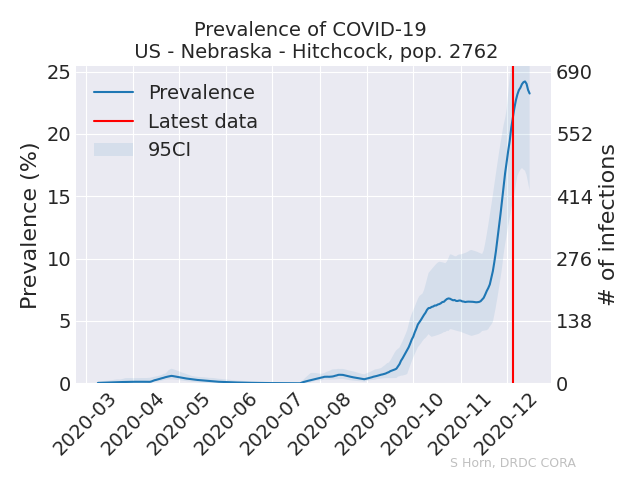 Prevalence of COVID-19
US - Nebraska - Hitchcock, pop. 2762
Prevalence
Latest data
95CI
Prevalence (%)
25
20
15
10
5
0
690
552
414
276
138
0
# of infections
2020-03
2020-04
2020-05
2020-06
2020-07
2020-08
2020-09
2020-10
2020-11
2020-12
S Horn, DRDC CORA